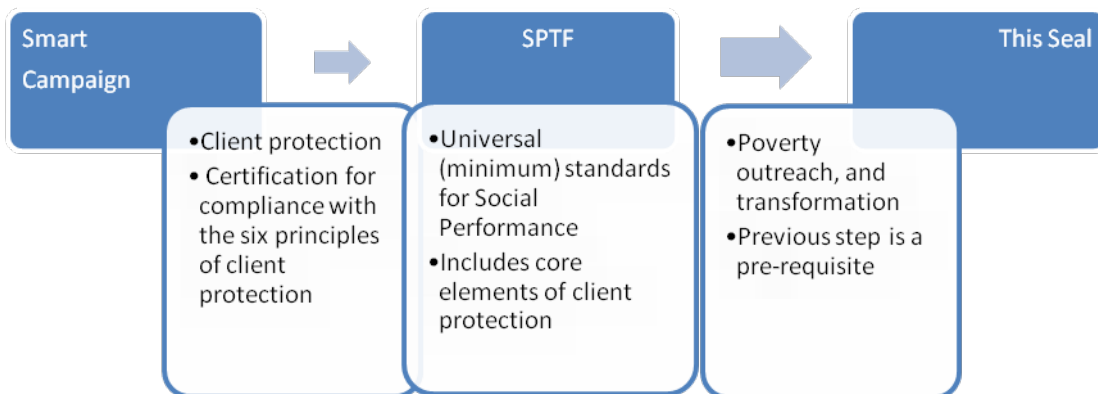 Smart
Campaign
•Client protection
• Certification for
compliance with
the six principles
of client
protection
SPTF
•Universal
(minimum) standards
for Social
Performance
•Includes core
elements of client
protection
This Seal
•Poverty
outreach, and
transformation
•Previous step is a
pre-requisite